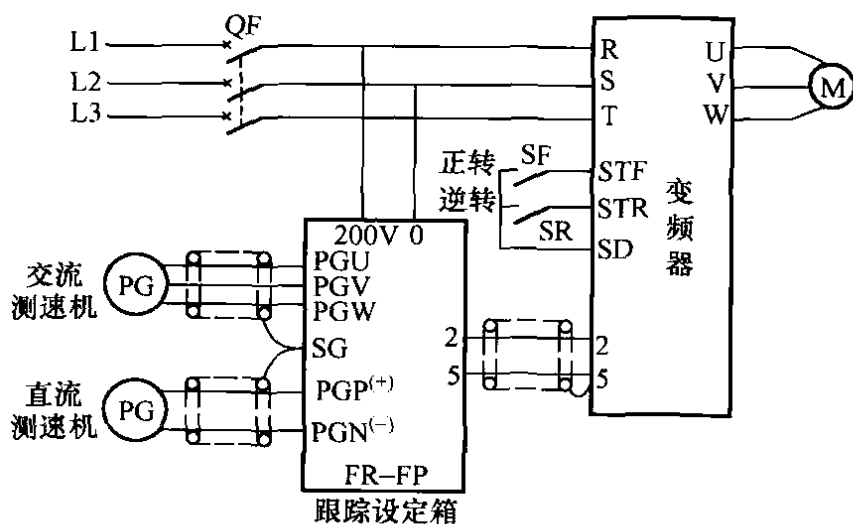 QF
L1
L2
L3
R
S
T
U
V
W
M
正转
SF
STF
逆转
STR
SR
SD
变频器
200V 0
交流
测速机
PG
PGU
PGV
PGW
SG
2
2
5
5
直流
测速机
PG
PGP(+)
PGN(−)
FR-FP
跟踪设定箱